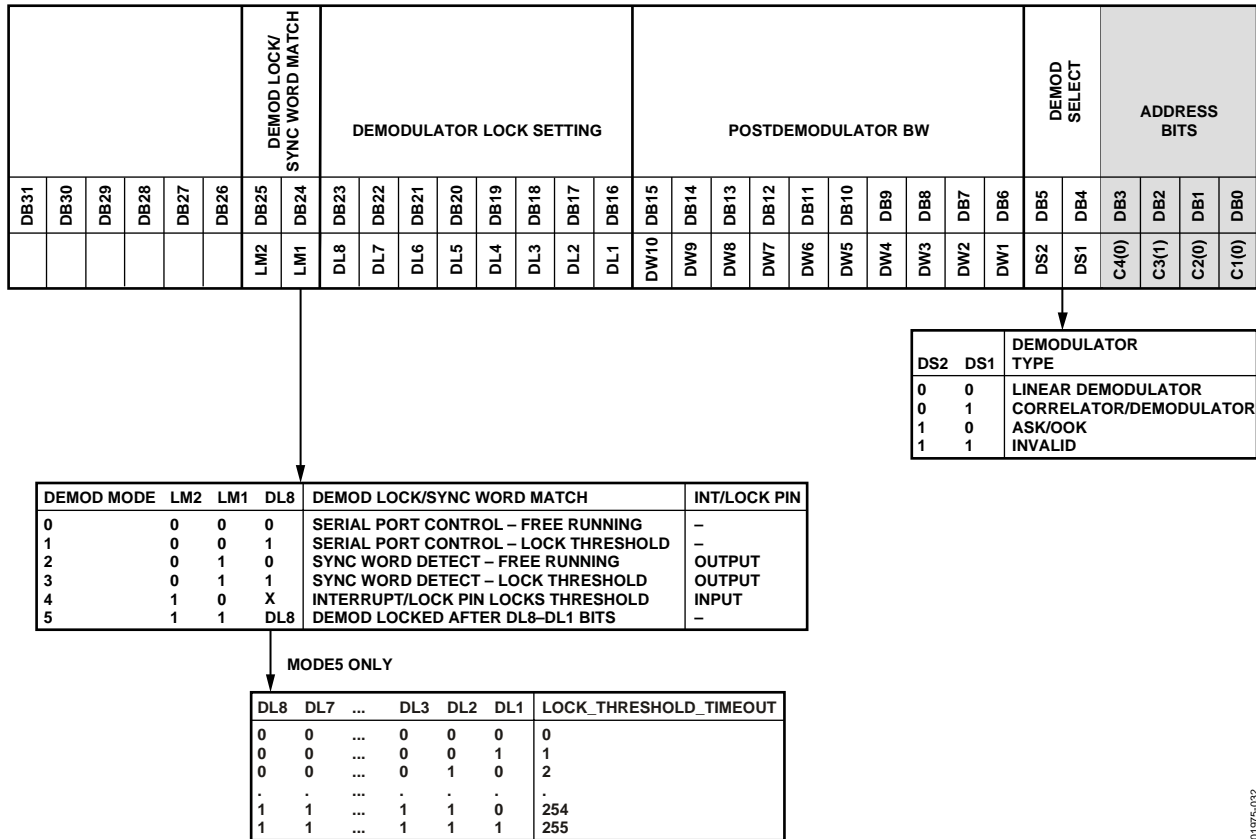 DEMOD LOCK/
SYNC WORD MATCH
DEMODULATOR LOCK SETTING
POSTDEMODULATOR BW
DEMOD
SELECT
ADDRESS
BITS
DB31 DB30 DB29 DB28 DB27 DB26 DB25 DB24 DB23 DB22 DB21 DB20 DB19 DB18 DB17 DB16 DB15 DB14 DB13 DB12 DB11 DB10 DB9 DB8 DB7 DB6 DB5 DB4 DB3 DB2 DB1 DB0
LM2 LM1 DL8 DL7 DL6 DL5 DL4 DL3 DL2 DL1 DW10 DW9 DW8 DW7 DW6 DW5 DW4 DW3 DW2 DW1 DS2 DS1 C4(0) C3(1) C2(0) C1(0)
DS2 DS1 DEMODULATOR TYPE
0 0 LINEAR DEMODULATOR
0 1 CORRELATOR/DEMODULATOR
1 0 ASK/OOK
1 1 INVALID
DEMOD MODE LM2 LM1 DL8 DEMOD LOCK/SYNC WORD MATCH INT/LOCK PIN
0 0 0 0 SERIAL PORT CONTROL – FREE RUNNING –
1 0 0 1 SERIAL PORT CONTROL – LOCK THRESHOLD –
2 0 1 0 SYNC WORD DETECT – FREE RUNNING OUTPUT
3 0 1 1 SYNC WORD DETECT – LOCK THRESHOLD OUTPUT
4 1 0 X INTERRUPT/LOCK PIN LOCKS THRESHOLD INPUT
5 1 1 DL8 DEMOD LOCKED AFTER DL8–DL1 BITS –
MODE5 ONLY
DL8 DL7 ... DL3 DL2 DL1 LOCK_THRESHOLD_TIMEOUT
0 0 ... 0 0 0 0
0 0 ... 0 0 1 1
0 0 ... 0 1 0 2
. . ... . . . .
1 1 ... 1 1 0 254
1 1 ... 1 1 1 255